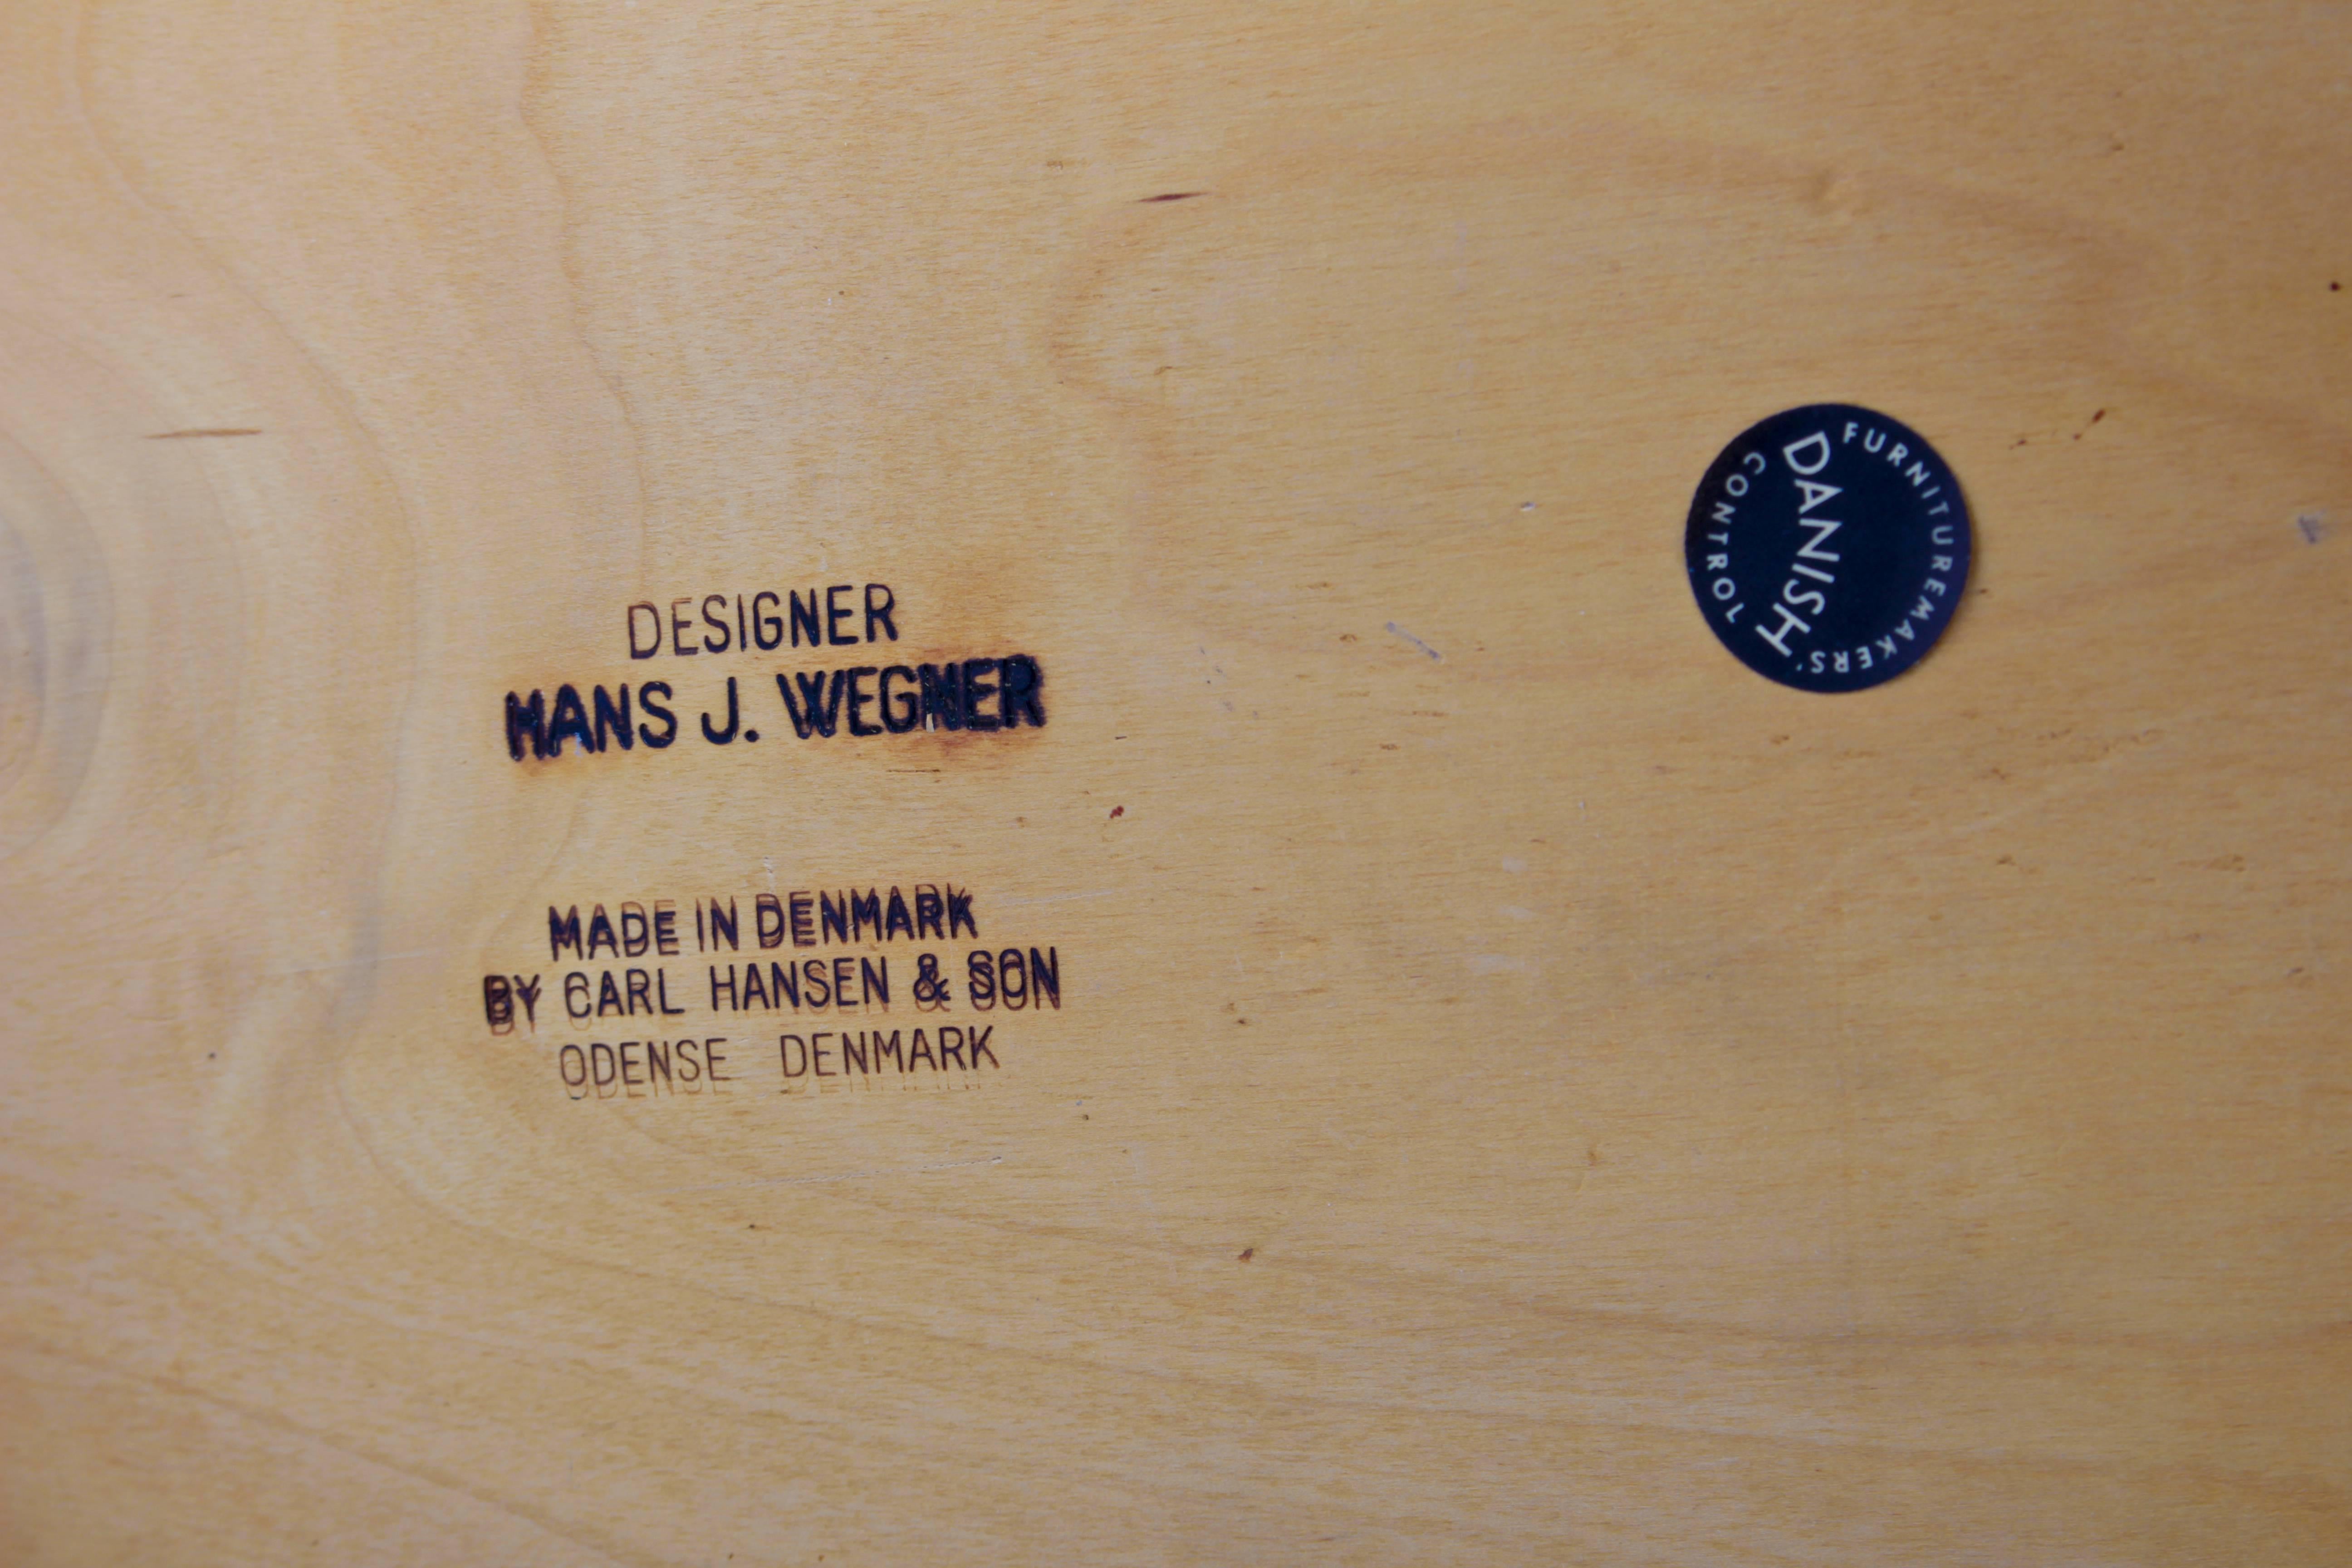 DESIGNER
HANS J. WEGNER
MADE IN DENMARK
BY CARL HANSEN & SON
ODENSE DENMARK
FURNITUREMAKERS'
DANISH
CONTROL